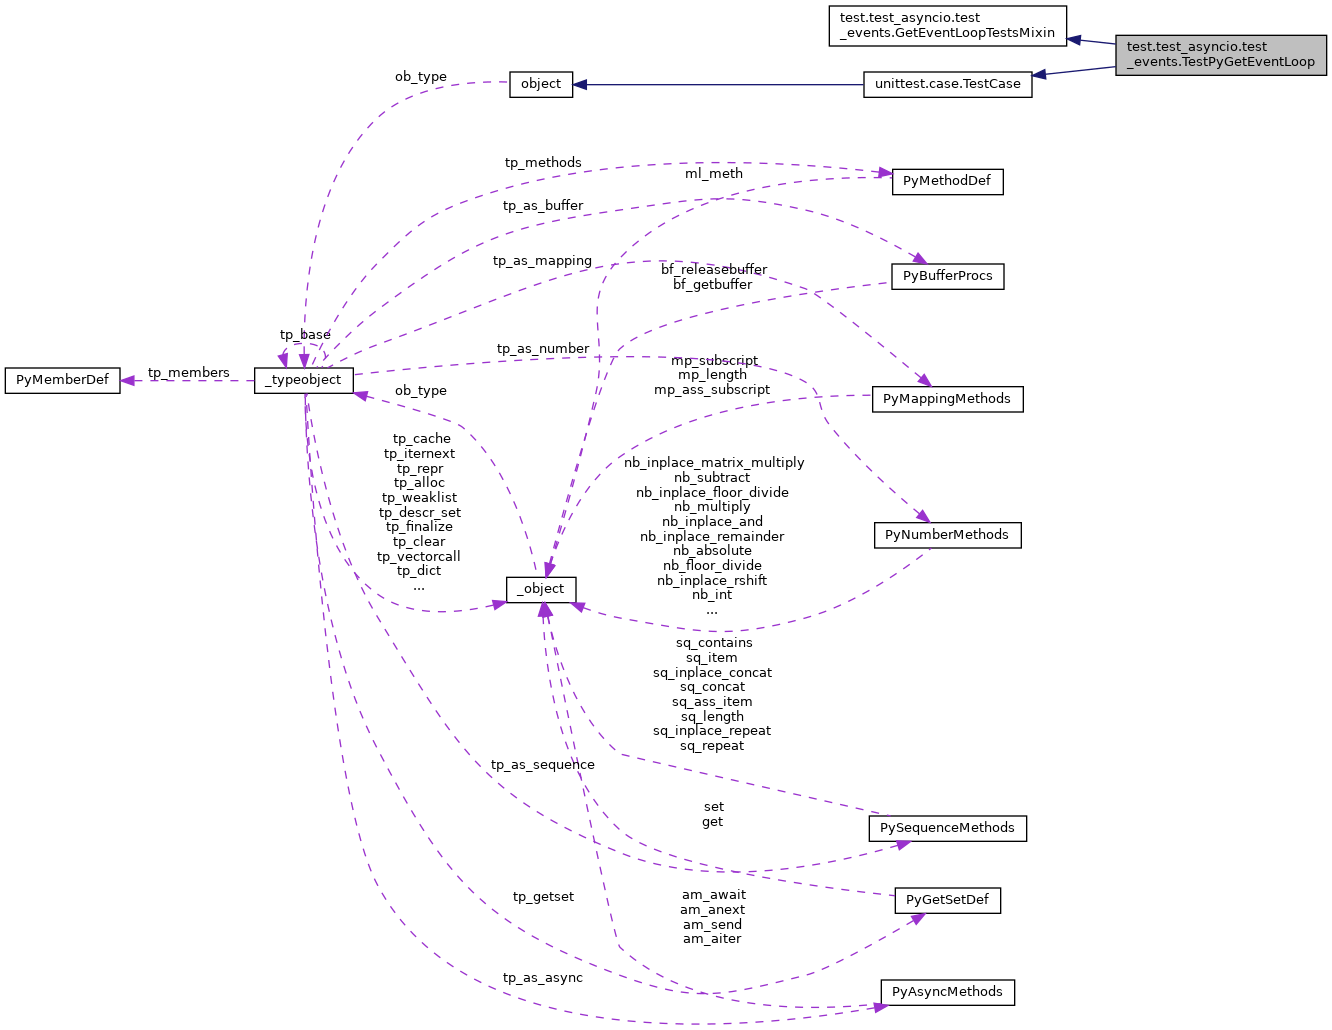 test.test_asyncio.test
_events.GetEventLoopTestsMixin
test.test_asyncio.test
_events.TestPyGetEventLoop
ob_type
object
unittest.case.TestCase
tp_methods
ml_meth
PyMethodDef
tp_as_buffer
tp_as_mapping
bf_releasebuffer
bf_getbuffer
PyBufferProcs
tp_base
tp_as_number
mp_subscript
mp_length
mp_ass_subscript
PyMemberDef
tp_members
_typeobject
ob_type
PyMappingMethods
tp_cache
tp_iternext
tp_repr
tp_alloc
tp_weaklist
tp_descr_set
tp_finalize
tp_clear
tp_vectorcall
tp_dict
...
nb_inplace_matrix_multiply
nb_subtract
nb_inplace_floor_divide
nb_multiply
nb_inplace_and
nb_inplace_remainder
nb_absolute
nb_floor_divide
nb_inplace_rshift
nb_int
...
PyNumberMethods
_object
sq_contains
sq_item
sq_inplace_concat
sq_concat
sq_ass_item
sq_length
sq_inplace_repeat
sq_repeat
tp_as_sequence
set
get
PySequenceMethods
tp_getset
am_await
am_anext
am_send
am_aiter
PyGetSetDef
tp_as_async
PyAsyncMethods